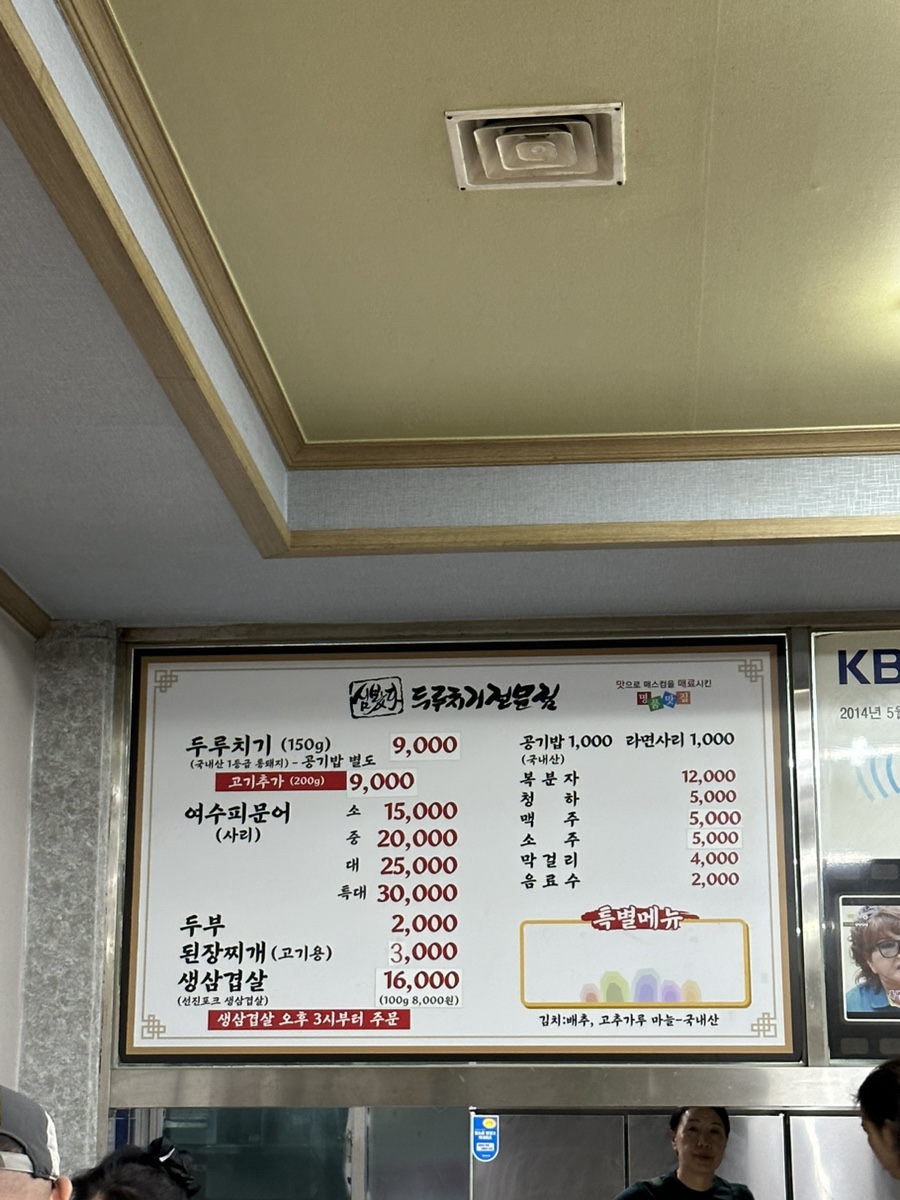 심봤다 두루치기전문집
맛으로 매스컴을 매료시킨
명품맛집
두루치기 (150g) 9,000
(국내산 1등급 통돼지) - 공기밥 별도
고기추가 (200g) 9,000
여수피문어 소 15,000
(사리) 중 20,000
대 25,000
특대 30,000
두부 2,000
된장찌개 (고기용) 3,000
생삼겹살 16,000
(선진포크 생삼겹살) (100g 8,000원)
생삼겹살 오후 3시부터 주문
공기밥 1,000 라면사리 1,000
(국내산)
복분자 12,000
청하 5,000
맥주 5,000
소주 5,000
막걸리 4,000
음료수 2,000
특별메뉴
김치:배추, 고추가루 마늘-국내산
KB
2014년 5월